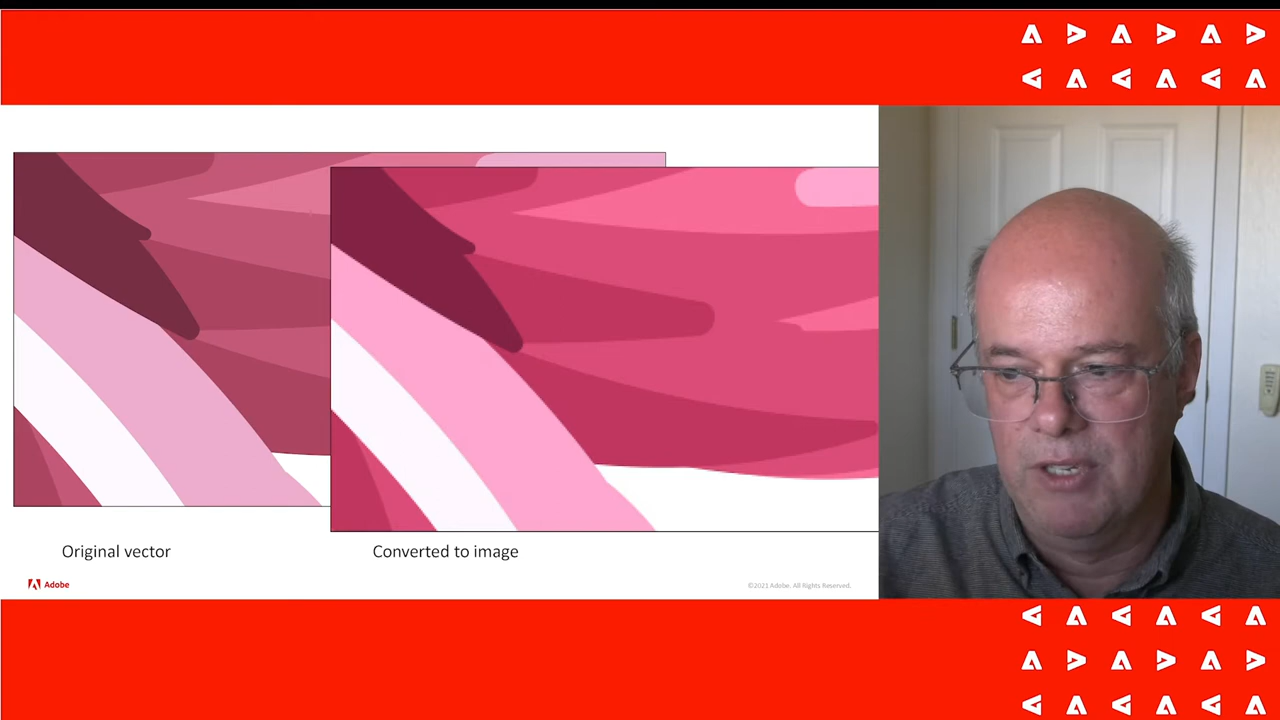 Original vector
Converted to image
Adobe
©2021 Adobe. All Rights Reserved.